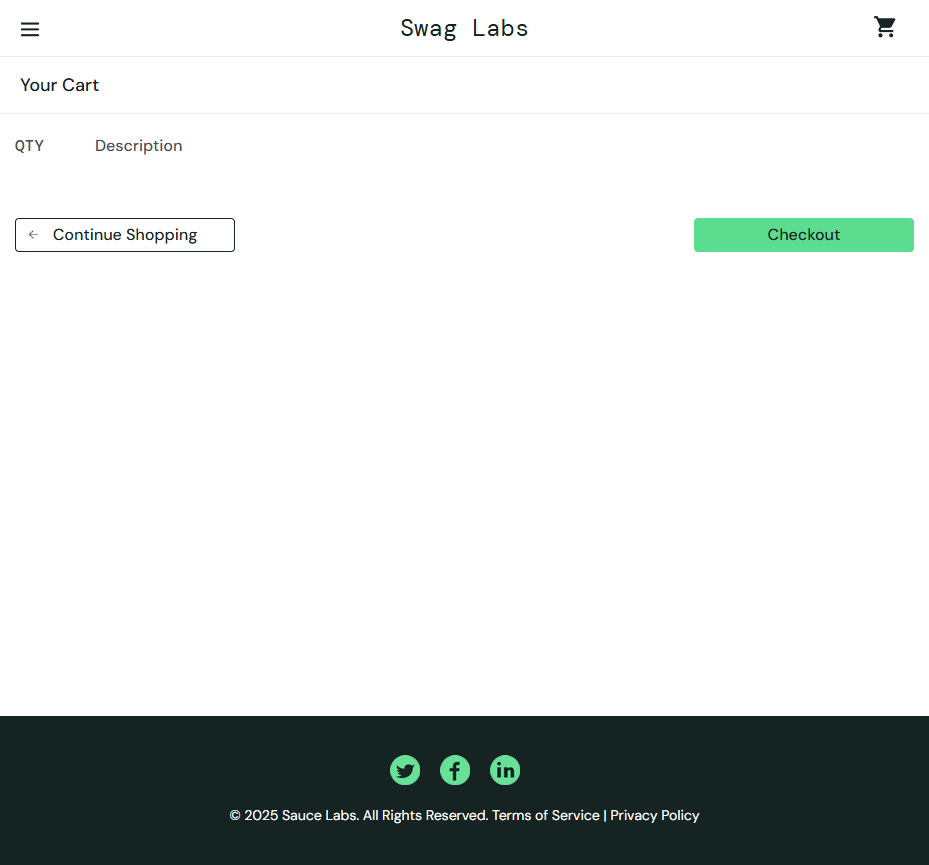 Swag Labs
Your Cart
QTY Description
Continue Shopping Checkout
© 2025 Sauce Labs. All Rights Reserved. Terms of Service | Privacy Policy